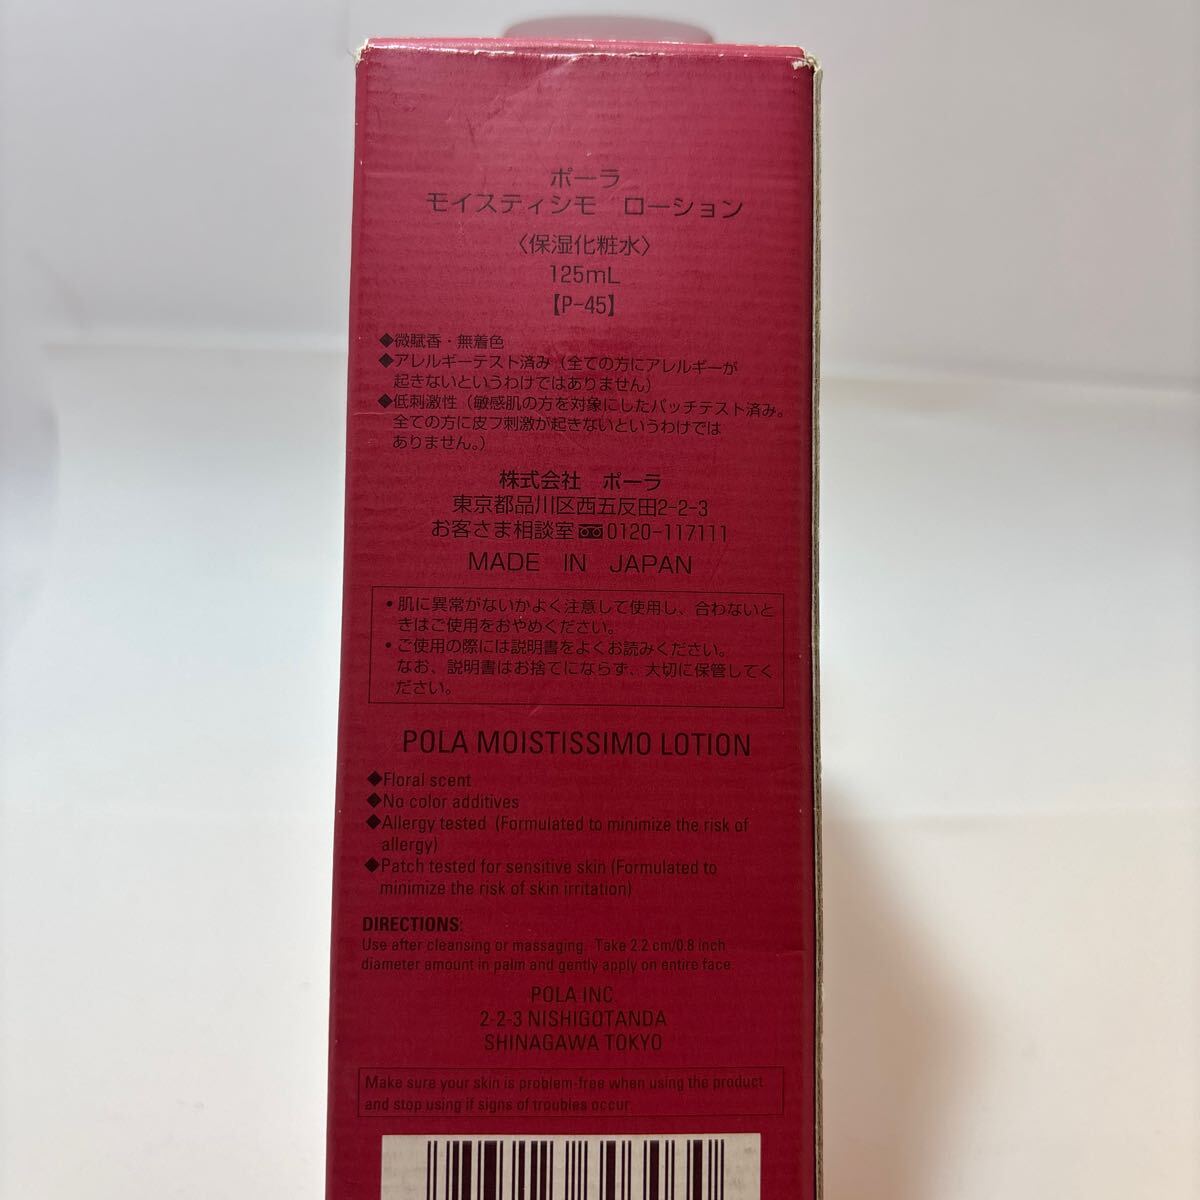 ポーラ
モイスティシモ　ローション
〈保湿化粧水〉
125mL
【P-45】
◆微賦香・無着色
◆アレルギーテスト済み（全ての方にアレルギーが
起きないというわけではありません）
◆低刺激性（敏感肌の方を対象にしたパッチテスト済み。
全ての方に皮フ刺激が起きないというわけでは
ありません。）
株式会社　ポーラ
東京都品川区西五反田2-2-3
お客さま相談室 0120-117111
MADE IN JAPAN
・肌に異常がないかよく注意して使用し、合わないと
きはご使用をおやめください。
・ご使用の際には説明書をよくお読みください。
なお、説明書はお捨てにならず、大切に保管してく
ださい。
POLA MOISTISSIMO LOTION
◆Floral scent
◆No color additives
◆Allergy tested (Formulated to minimize the risk of
allergy)
◆Patch tested for sensitive skin (Formulated to
minimize the risk of skin irritation)
DIRECTIONS:
Use after cleansing or massaging. Take 2.2 cm/0.8 inch
diameter amount in palm and gently apply on entire face.
POLA INC.
2-2-3 NISHIGOTANDA
SHINAGAWA TOKYO
Make sure your skin is problem-free when using the product
and stop using if signs of troubles occur.